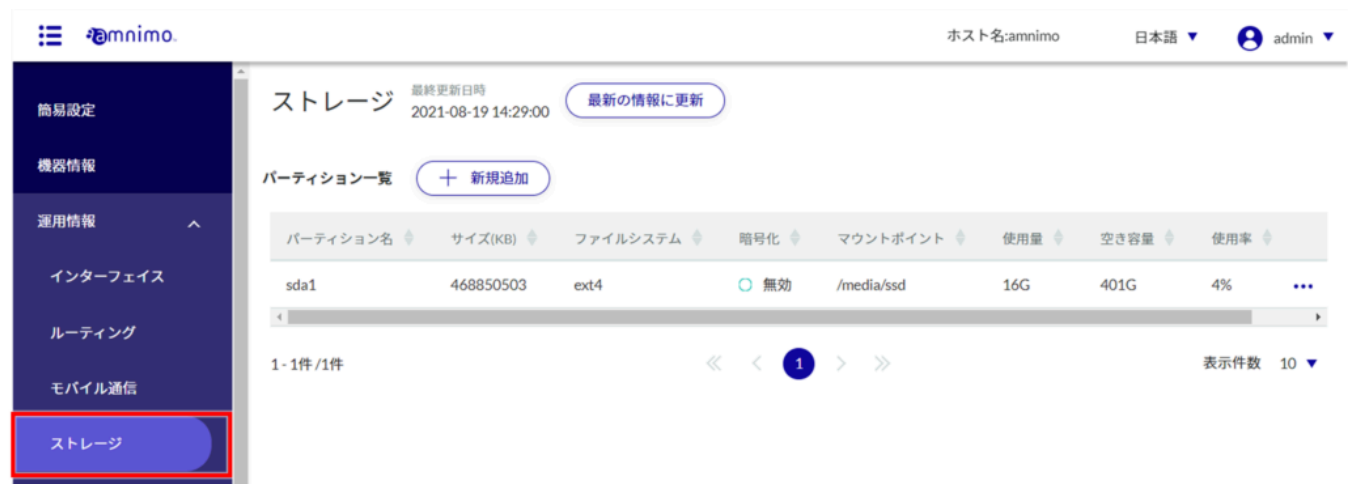 amnimo.
ホスト名:amnimo 日本語 ▼ admin ▼
簡易設定
機器情報
運用情報
インターフェイス
ルーティング
モバイル通信
ストレージ
ストレージ 最終更新日時 最新の情報に更新
2021-08-19 14:29:00
パーティション一覧 + 新規追加
パーティション名 サイズ(KB) ファイルシステム 暗号化 マウントポイント 使用量 空き容量 使用率
sda1 468850503 ext4 無効 /media/ssd 16G 401G 4% •••
1 - 1件 /1件 « < 1 > » 表示件数 10 ▼